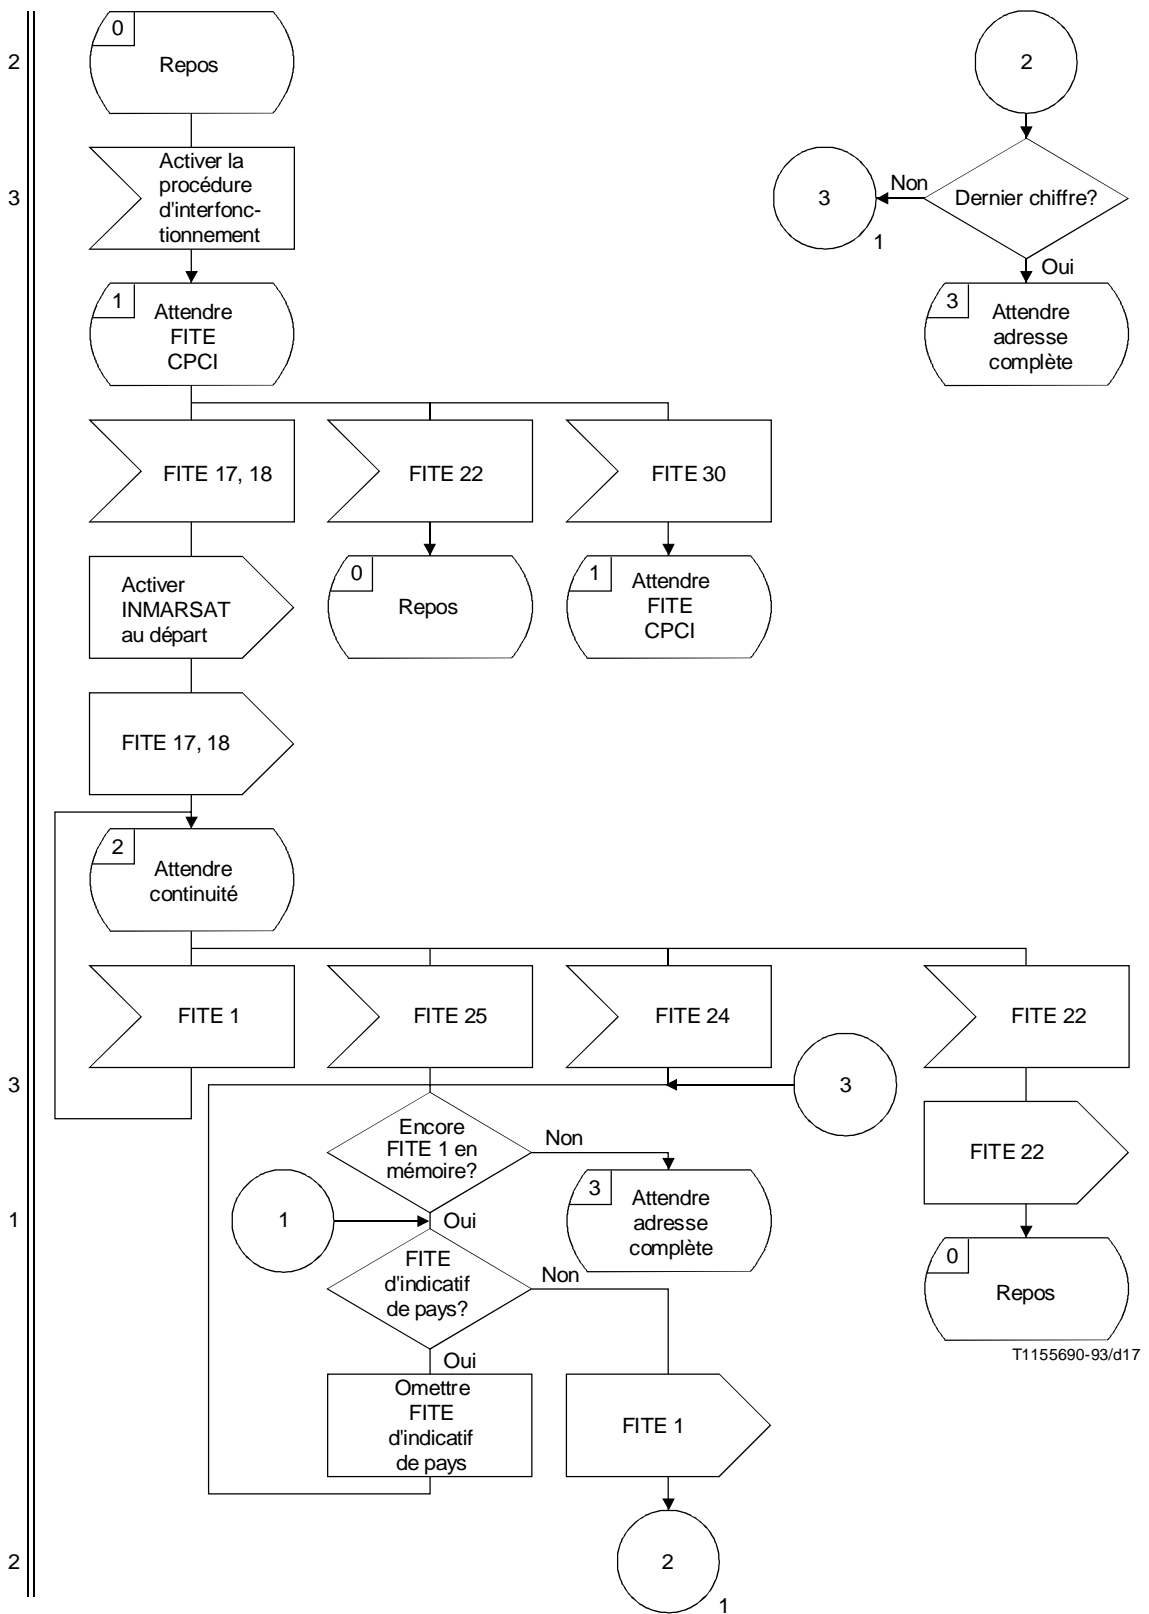 0
Repos
2
2
Activer la
procédure
d'interfonc-
tionnement
3
3
Non
Dernier chiffre?
1
Oui
1
Attendre
FITE
CPCI
3
Attendre
adresse
complète
FITE 17, 18
FITE 22
FITE 30
Activer
INMARSAT
au départ
0
Repos
1
Attendre
FITE
CPCI
FITE 17, 18
2
Attendre
continuité
FITE 1
FITE 25
FITE 24
FITE 22
3
3
Encore
FITE 1 en
mémoire?
Non
FITE 22
3
Attendre
adresse
complète
1
1
Oui
FITE
d'indicatif
de pays?
Non
0
Repos
T1155690-93/d17
Oui
Omettre
FITE
d'indicatif
de pays
FITE 1
2
2
1